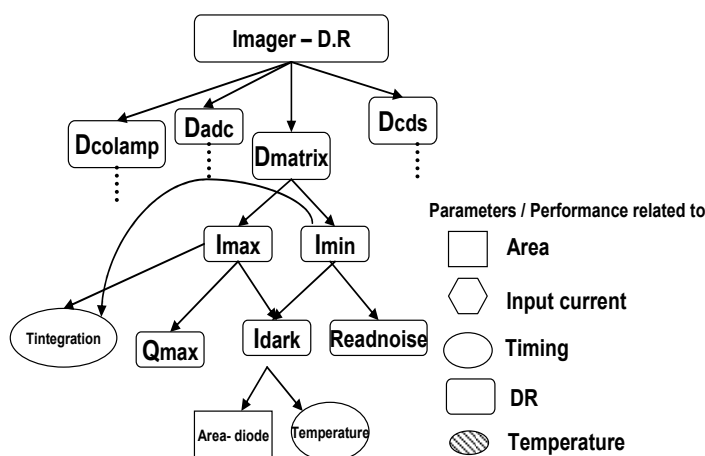 Imager – D.R
Dcolamp
Dadc
Dmatrix
Dcds
Imax
Imin
Tintegration
Qmax
Idark
Readnoise
Area- diode
Temperature
Parameters / Performance related to
Area
Input current
Timing
DR
Temperature